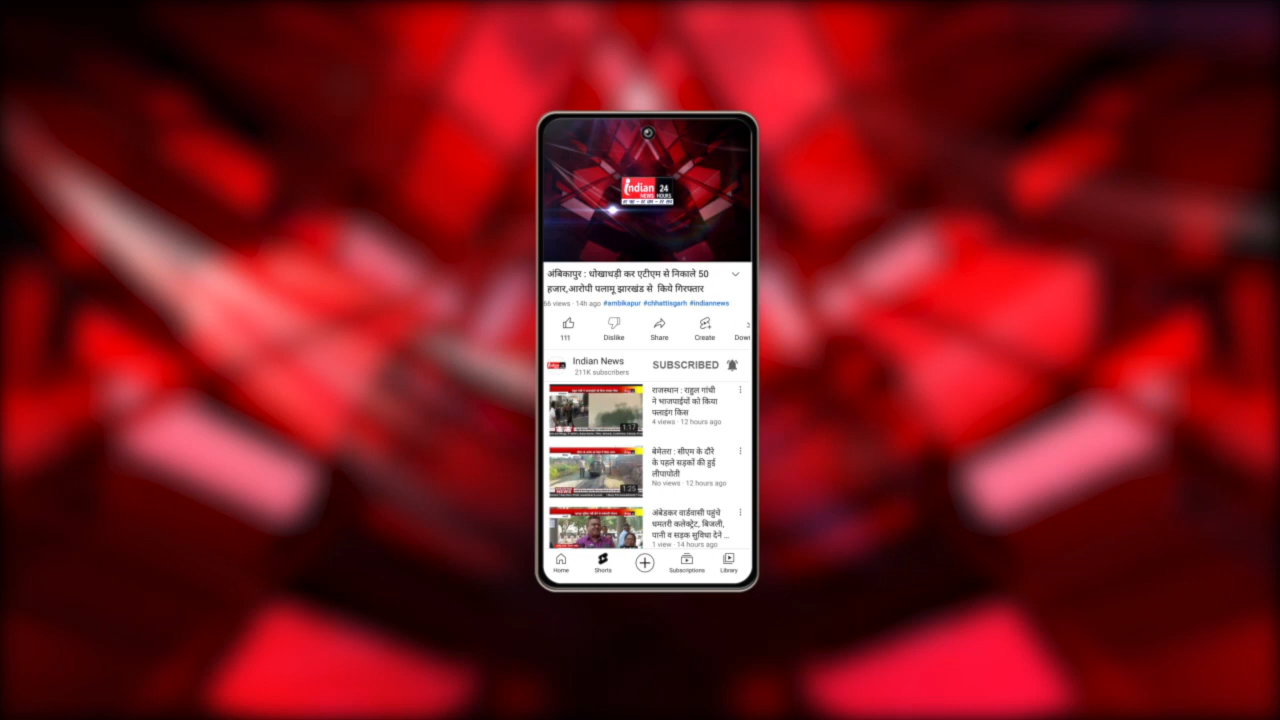 indian 24
NEWS HOURS
अंबिकापुर : धोखाधड़ी कर एटीएम से निकाले 50
हजार,आरोपी पलामू झारखंड से किये गिरफ्तार
66 views · 14h ago #ambikapur #chhattisgarh #indiannews
111 Dislike Share Create Dow
Indian News
211K subscribers
SUBSCRIBED
राजस्थान : राहुल गांधी
ने भाजपाईयों को किया
फ्लाइंग किस
4 views · 12 hours ago
1:17
बेमेतरा : सीएम के दौरे
के पहले सड़कों की हुई
लीपापोती
No views · 12 hours ago
1:25
अंबेडकर वार्डवासी पहुंचे
धमतरी कलेक्ट्रेट, बिजली,
पानी व सड़क सुविधा देने ...
1 view · 14 hours ago
Home Shorts Subscriptions Library